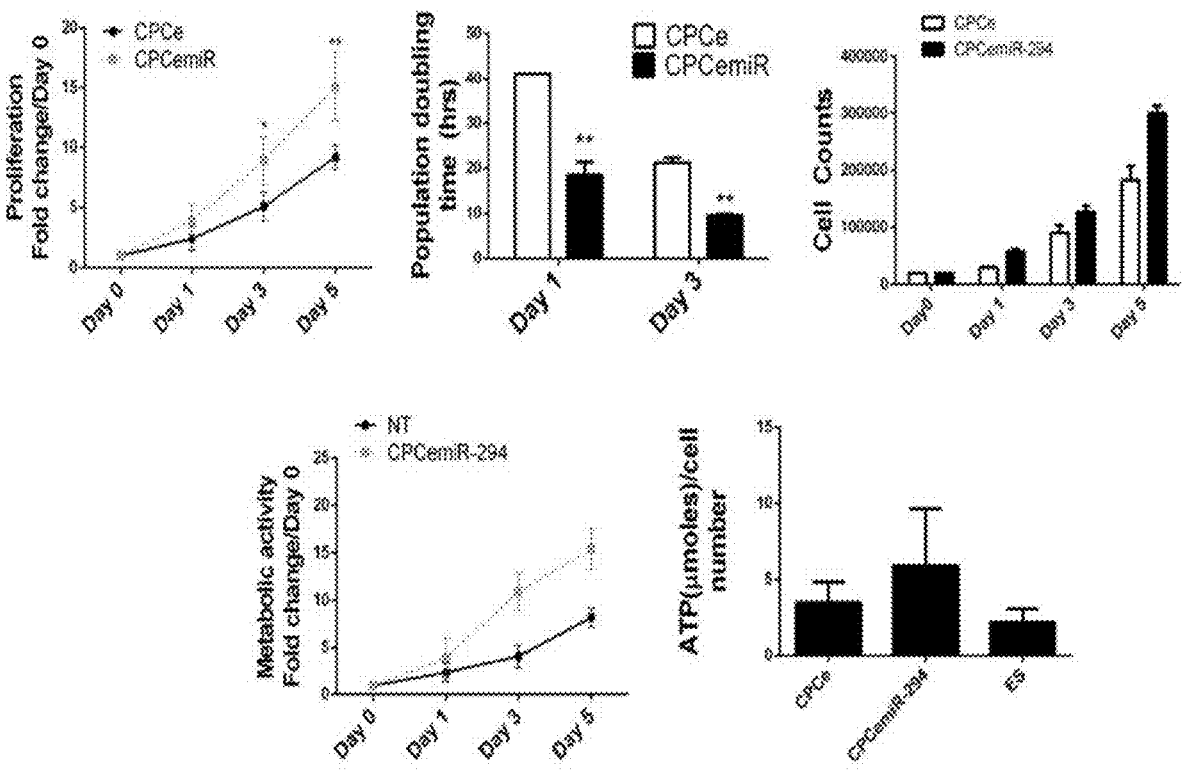 CPCe
CPCemiR
Proliferation
Fold change/Day 0
20
15
10
5
0
**
*
Day 0
Day 1
Day 3
Day 5
CPCe
CPCemiR
Population doubling
time (hrs)
50
40
30
20
10
0
**
**
Day 1
Day 3
CPCe
CPCemiR-294
Cell Counts
400000
300000
200000
100000
0
Day0
Day 1
Day 3
Day 5
NT
CPCemiR-294
Metabolic activity
Fold change/Day 0
25
20
15
10
5
0
Day 0
Day 1
Day 3
Day 5
ATP(μmoles)/cell
number
15
10
5
0
CPCe
CPCemiR-294
ES